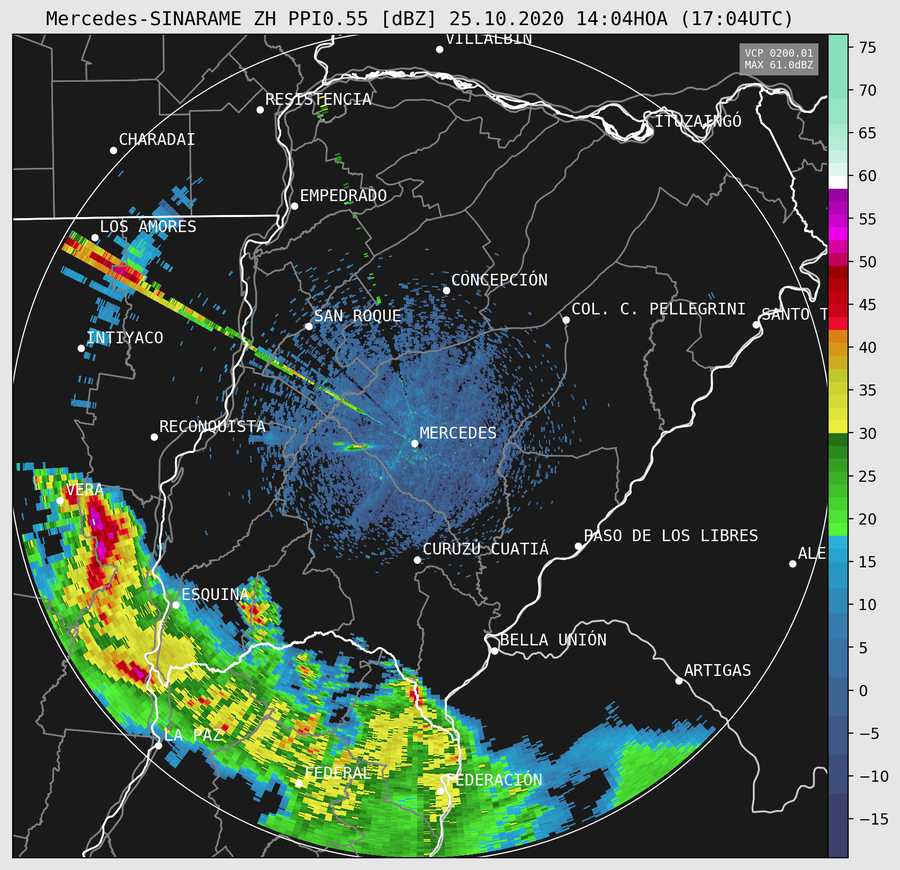 Mercedes-SINARAME ZH PPI0.55 [dBZ] 25.10.2020 14:04HOA (17:04UTC)
VILLALBIN
VCP 0200.01
MAX 61.0dBZ
75
70
65
60
55
50
45
40
35
30
25
20
15
10
5
0
−5
−10
−15
RESISTENCIA
ITUZAINGÓ
CHARADAI
EMPEDRADO
LOS AMORES
CONCEPCIÓN
COL. C. PELLEGRINI
SANTO T
SAN ROQUE
INTIYACO
RECONQUISTA
MERCEDES
VERA
PASO DE LOS LIBRES
CURUZÚ CUATIÁ
ALE
ESQUINA
BELLA UNIÓN
ARTIGAS
LA PAZ
FEDERAL
FEDERACIÓN